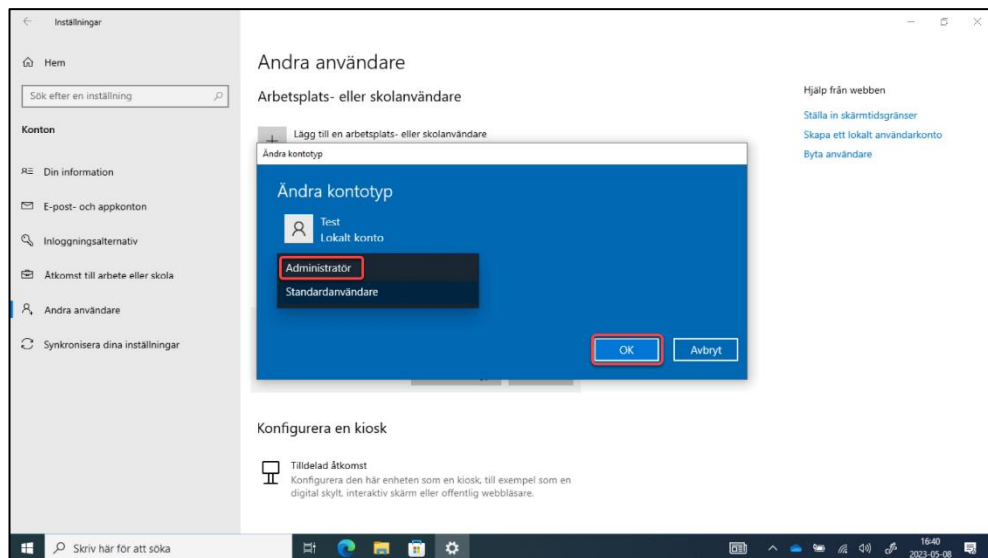 Inställningar
Hem
Sök efter en inställning
Konton
Din information
E-post- och appkonton
Inloggningsalternativ
Åtkomst till arbete eller skola
Andra användare
Synkronisera dina inställningar
Andra användare
Arbetsplats- eller skolanvändare
Lägg till en arbetsplats- eller skolanvändare
Ändra kontotyp
Ändra kontotyp
Test
Lokalt konto
Administratör
Standardanvändare
OK Avbryt
Konfigurera en kiosk
Tilldelad åtkomst
Konfigurera den här enheten som en kiosk, till exempel som en
digital skylt, interaktiv skärm eller offentlig webbläsare.
Hjälp från webben
Ställa in skärmtidsgränser
Skapa ett lokalt användarkonto
Byta användare
Skriv här för att söka
16:40
2023-05-08